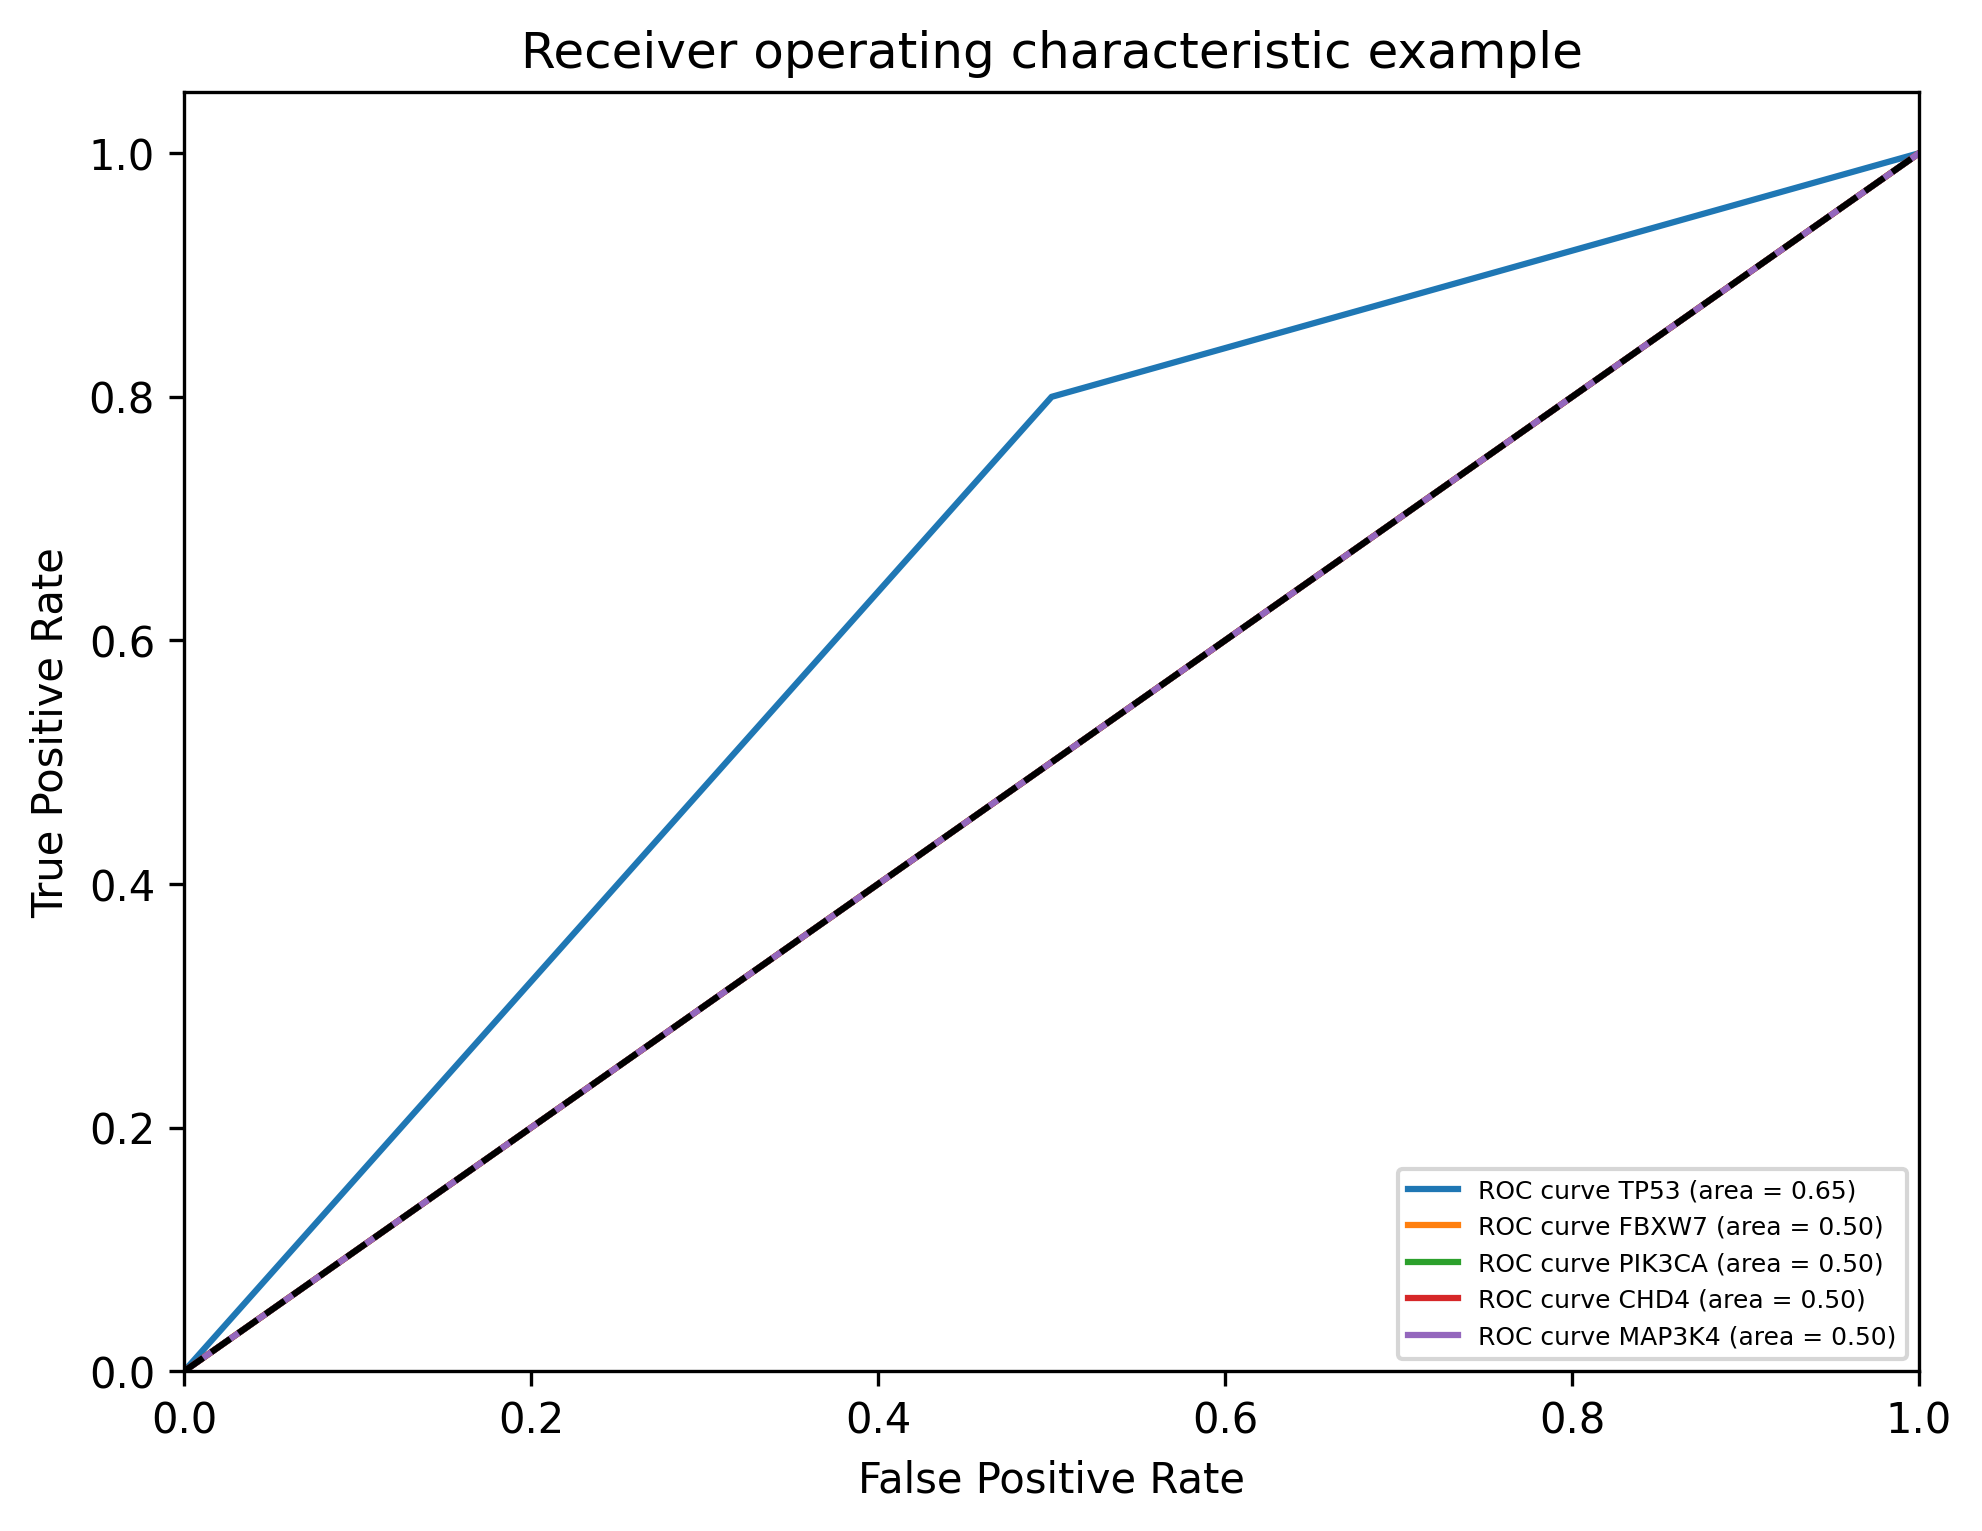 Receiver operating characteristic example
1.0
0.8
0.6
0.4
0.2
0.0
True Positive Rate
ROC curve TP53 (area = 0.65)
ROC curve FBXW7 (area = 0.50)
ROC curve PIK3CA (area = 0.50)
ROC curve CHD4 (area = 0.50)
ROC curve MAP3K4 (area = 0.50)
0.0 0.2 0.4 0.6 0.8 1.0
False Positive Rate